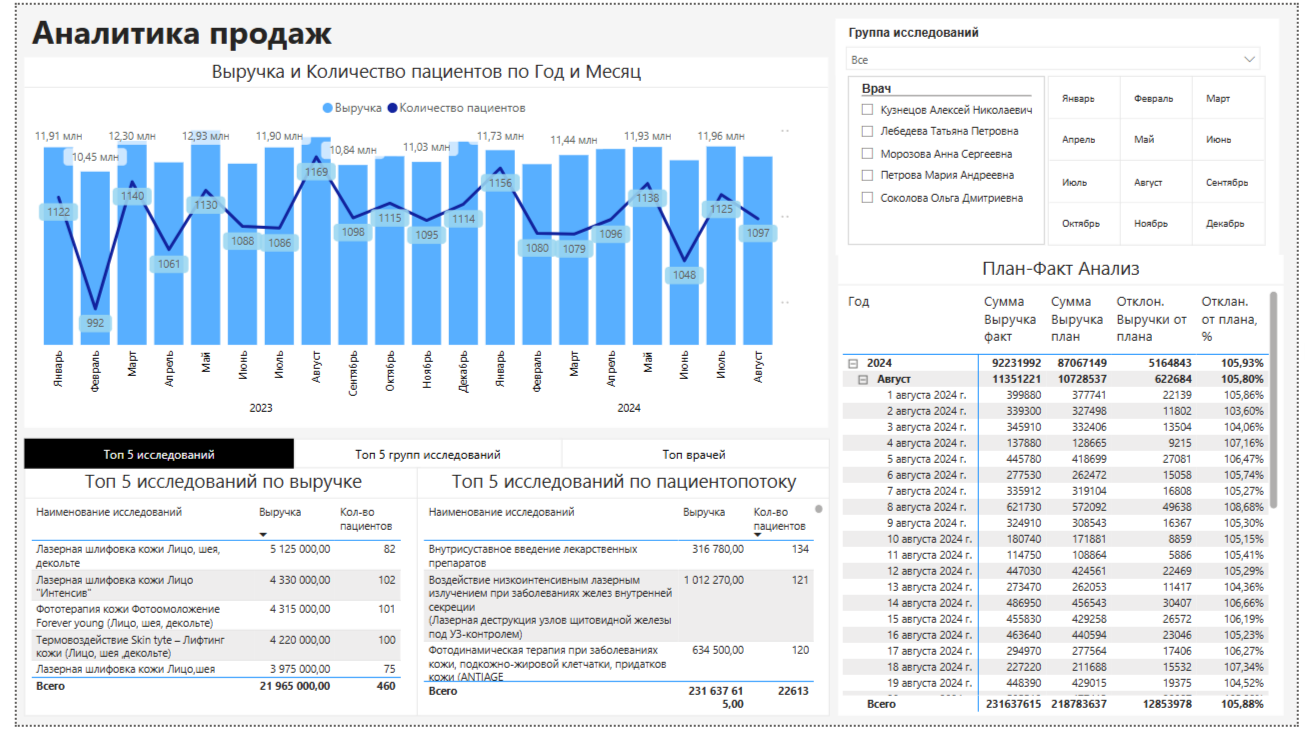 Аналитика продаж
Выручка и Количество пациентов по Год и Месяц
Выручка Количество пациентов
11,91 млн 12,30 млн 12,93 млн 11,90 млн 11,73 млн 11,44 млн 11,93 млн 11,96 млн
10,45 млн 10,84 млн 11,03 млн
1122 992 1140 1061 1130 1088 1086 1169 1098 1115 1095 1114 1156 1080 1079 1096 1138 1048 1125 1097
Январь Февраль Март Апрель Май Июнь Июль Август Сентябрь Октябрь Ноябрь Декабрь Январь Февраль Март Апрель Май Июнь Июль Август
2023 2024
Группа исследований
Все
Врач
Кузнецов Алексей Николаевич
Лебедева Татьяна Петровна
Морозова Анна Сергеевна
Петрова Мария Андреевна
Соколова Ольга Дмитриевна
Январь Февраль Март
Апрель Май Июнь
Июль Август Сентябрь
Октябрь Ноябрь Декабрь
Топ 5 исследований Топ 5 групп исследований Топ врачей
Топ 5 исследований по выручке
Наименование исследований Выручка Кол-во
пациентов
Лазерная шлифовка кожи Лицо, шея, 5 125 000,00 82
декольте
Лазерная шлифовка кожи Лицо 4 330 000,00 102
"Интенсив"
Фототерапия кожи Фотоомоложение 4 315 000,00 101
Forever young (Лицо, шея, декольте)
Термовоздействие Skin tyte – Лифтинг 4 220 000,00 100
кожи (Лицо, шея ,декольте)
Лазерная шлифовка кожи Лицо,шея 3 975 000,00 75
Всего 21 965 000,00 460
Топ 5 исследований по пациентопотоку
Наименование исследований Выручка Кол-во
пациентов
Внутрисуставное введение лекарственных 316 780,00 134
препаратов
Воздействие низкоинтенсивным лазерным 1 012 270,00 121
излучением при заболеваниях желез внутренней
секреции
(Лазерная деструкция узлов щитовидной железы
под УЗ-контролем)
Фотодинамическая терапия при заболеваниях 634 500,00 120
кожи, подкожно-жировой клетчатки, придатков
кожи (ANTIAGE
Всего 231 637 61 22613
5,00
План-Факт Анализ
Год Сумма Сумма Отклон. Отклан.
Выручка Выручка Выручки от от плана,
факт план плана %
2024 92231992 87067149 5164843 105,93%
Август 11351221 10728537 622684 105,80%
1 августа 2024 г. 399880 377741 22139 105,86%
2 августа 2024 г. 339300 327498 11802 103,60%
3 августа 2024 г. 345910 332406 13504 104,06%
4 августа 2024 г. 137880 128665 9215 107,16%
5 августа 2024 г. 445780 418699 27081 106,47%
6 августа 2024 г. 277530 262472 15058 105,74%
7 августа 2024 г. 335912 319104 16808 105,27%
8 августа 2024 г. 621730 572092 49638 108,68%
9 августа 2024 г. 324910 308543 16367 105,30%
10 августа 2024 г. 180740 171881 8859 105,15%
11 августа 2024 г. 114750 108864 5886 105,41%
12 августа 2024 г. 447030 424561 22469 105,29%
13 августа 2024 г. 273470 262053 11417 104,36%
14 августа 2024 г. 486950 456543 30407 106,66%
15 августа 2024 г. 455830 429258 26572 106,19%
16 августа 2024 г. 463640 440594 23046 105,23%
17 августа 2024 г. 294970 277564 17406 106,27%
18 августа 2024 г. 227220 211688 15532 107,34%
19 августа 2024 г. 448390 429015 19375 104,52%
Всего 231637615 218783637 12853978 105,88%